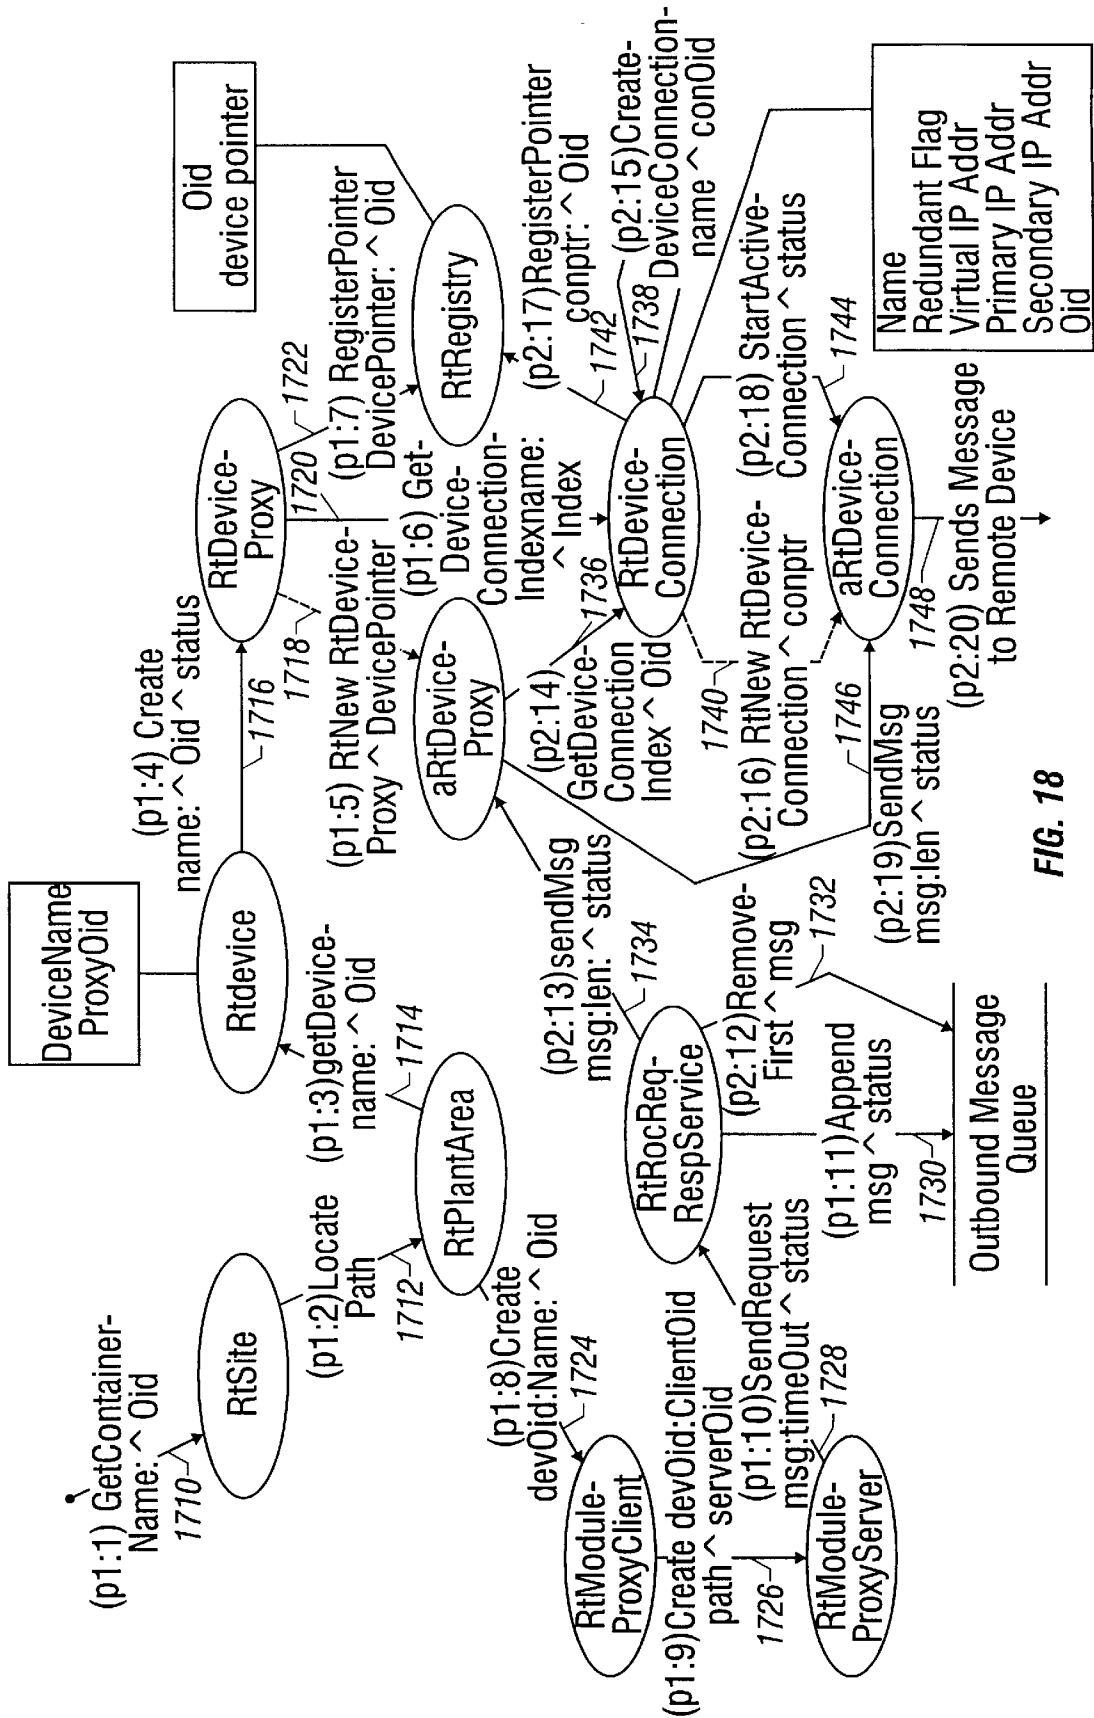 (p1:1) GetContainer-
Name: ^ Oid
1710
RtSite
(p1:2)Locate
Path
1712
RtPlantArea
(p1:3)getDevice-
name: ^ Oid
1714
DeviceName
ProxyOid
Rtdevice
(p1:4) Create
name: ^ Oid ^ status
1716
RtDevice-
Proxy
1718
(p1:5) RtNew RtDevice-
Proxy ^ DevicePointer
1720
(p1:6) Get-
Device-
Connection-
Indexname:
^ Index
1722
(p1:7) RegisterPointer
DevicePointer: ^ Oid
Oid
device pointer
RtRegistry
(p1:8)Create
devOid:Name: ^ Oid
1724
RtModule-
ProxyClient
(p1:9)Create devOid:ClientOid
path ^ serverOid
1726
RtModule-
ProxyServer
(p1:10)SendRequest
msg:timeOut ^ status
1728
RtRocReq-
RespService
(p1:11)Append
msg ^ status
1730
Outbound Message
Queue
(p2:12)Remove-
First ^ msg
1732
(p2:13)sendMsg
msg:len: ^ status
1734
aRtDevice-
Proxy
(p2:14)
GetDevice-
Connection
Index ^ Oid
1736
RtDevice-
Connection
(p2:15)Create-
DeviceConnection-
name ^ conOid
1738
1740
(p2:16) RtNew RtDevice-
Connection ^ conptr
(p2:17)RegisterPointer
conptr: ^ Oid
1742
(p2:18) StartActive-
Connection ^ status
1744
aRtDevice-
Connection
1746
(p2:19)SendMsg
msg:len ^ status
1748
(p2:20) Sends Message
to Remote Device
Name
Redundant Flag
Virtual IP Addr
Primary IP Addr
Secondary IP Addr
Oid
FIG. 18